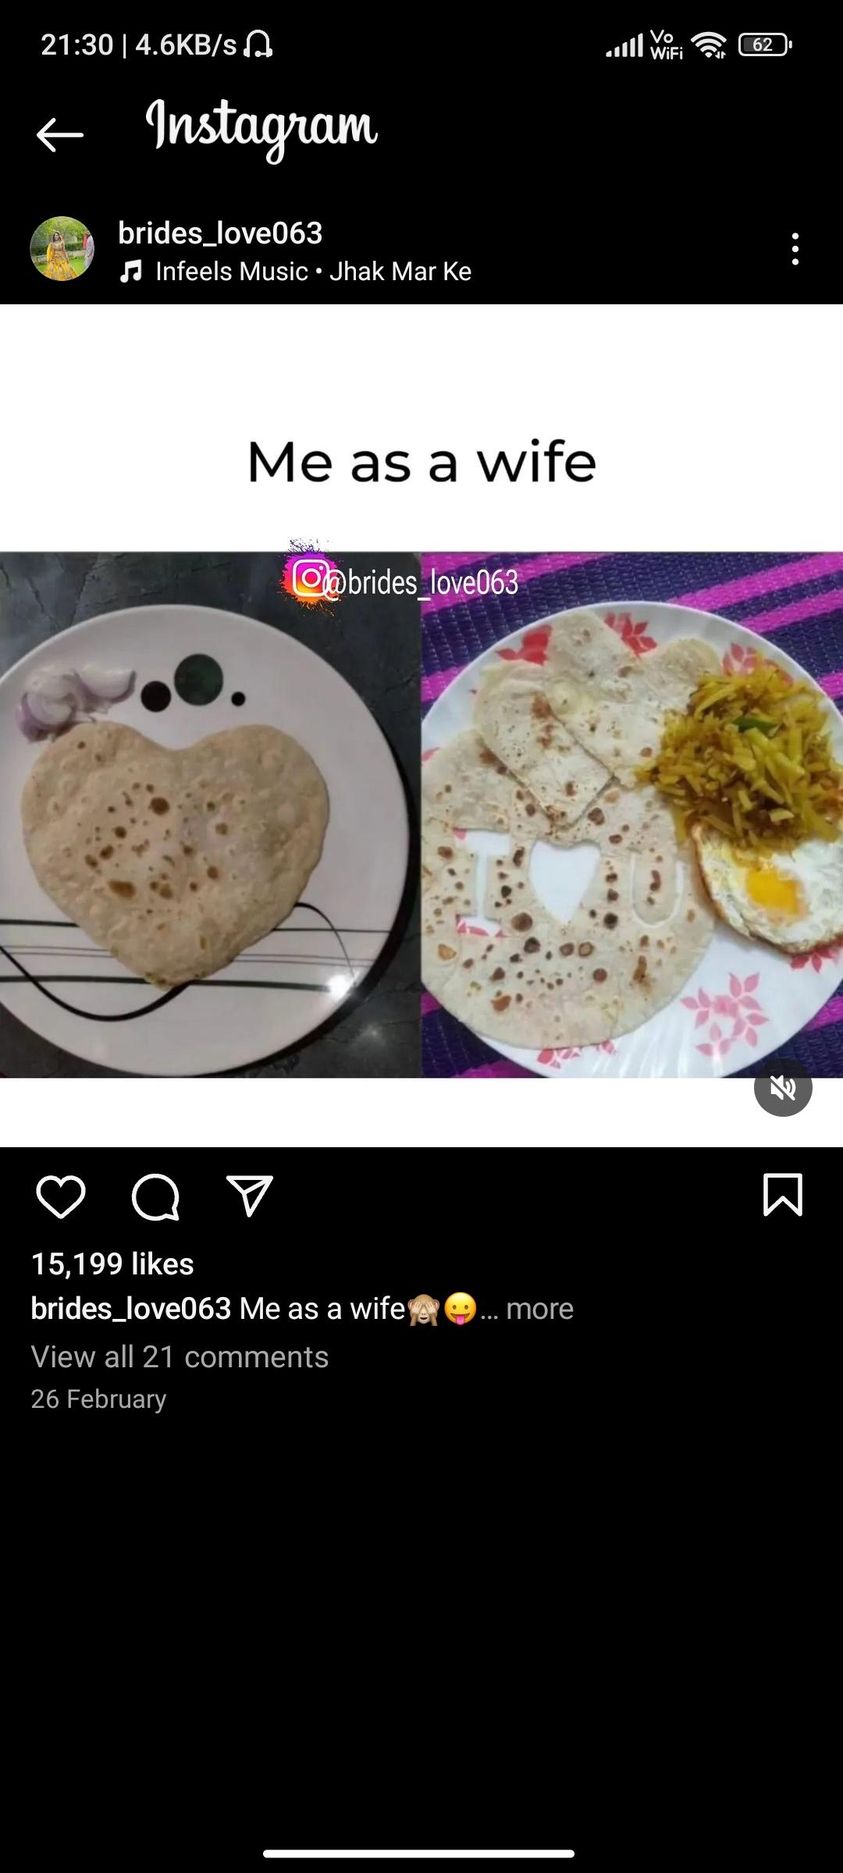 21:30 | 4.6KB/s
Vo
WiFi
62
Instagram
brides_love063
Infeels Music • Jhak Mar Ke
Me as a wife
@brides_love063
I U
15,199 likes
brides_love063 Me as a wife🙈😛... more
View all 21 comments
26 February